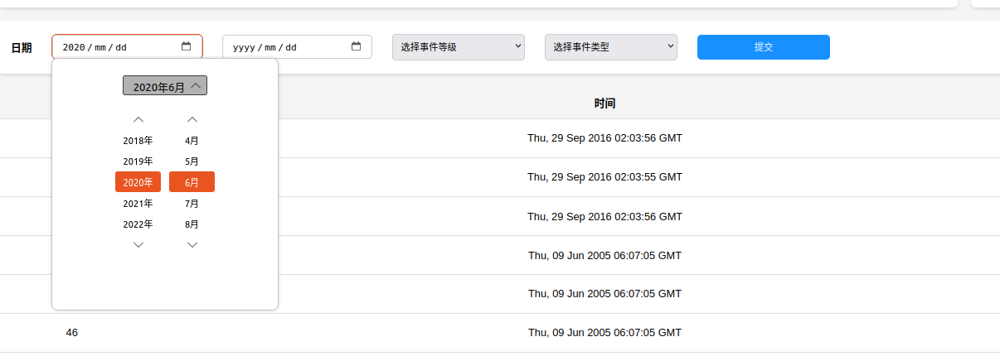 日期 2020/mm/dd yyyy/mm/dd 选择事件等级 选择事件类型 提交
2020年6月
时间
2018年 4月
2019年 5月
2020年 6月
2021年 7月
2022年 8月
Thu, 29 Sep 2016 02:03:56 GMT
Thu, 29 Sep 2016 02:03:55 GMT
Thu, 29 Sep 2016 02:03:56 GMT
Thu, 09 Jun 2005 06:07:05 GMT
Thu, 09 Jun 2005 06:07:05 GMT
46 Thu, 09 Jun 2005 06:07:05 GMT